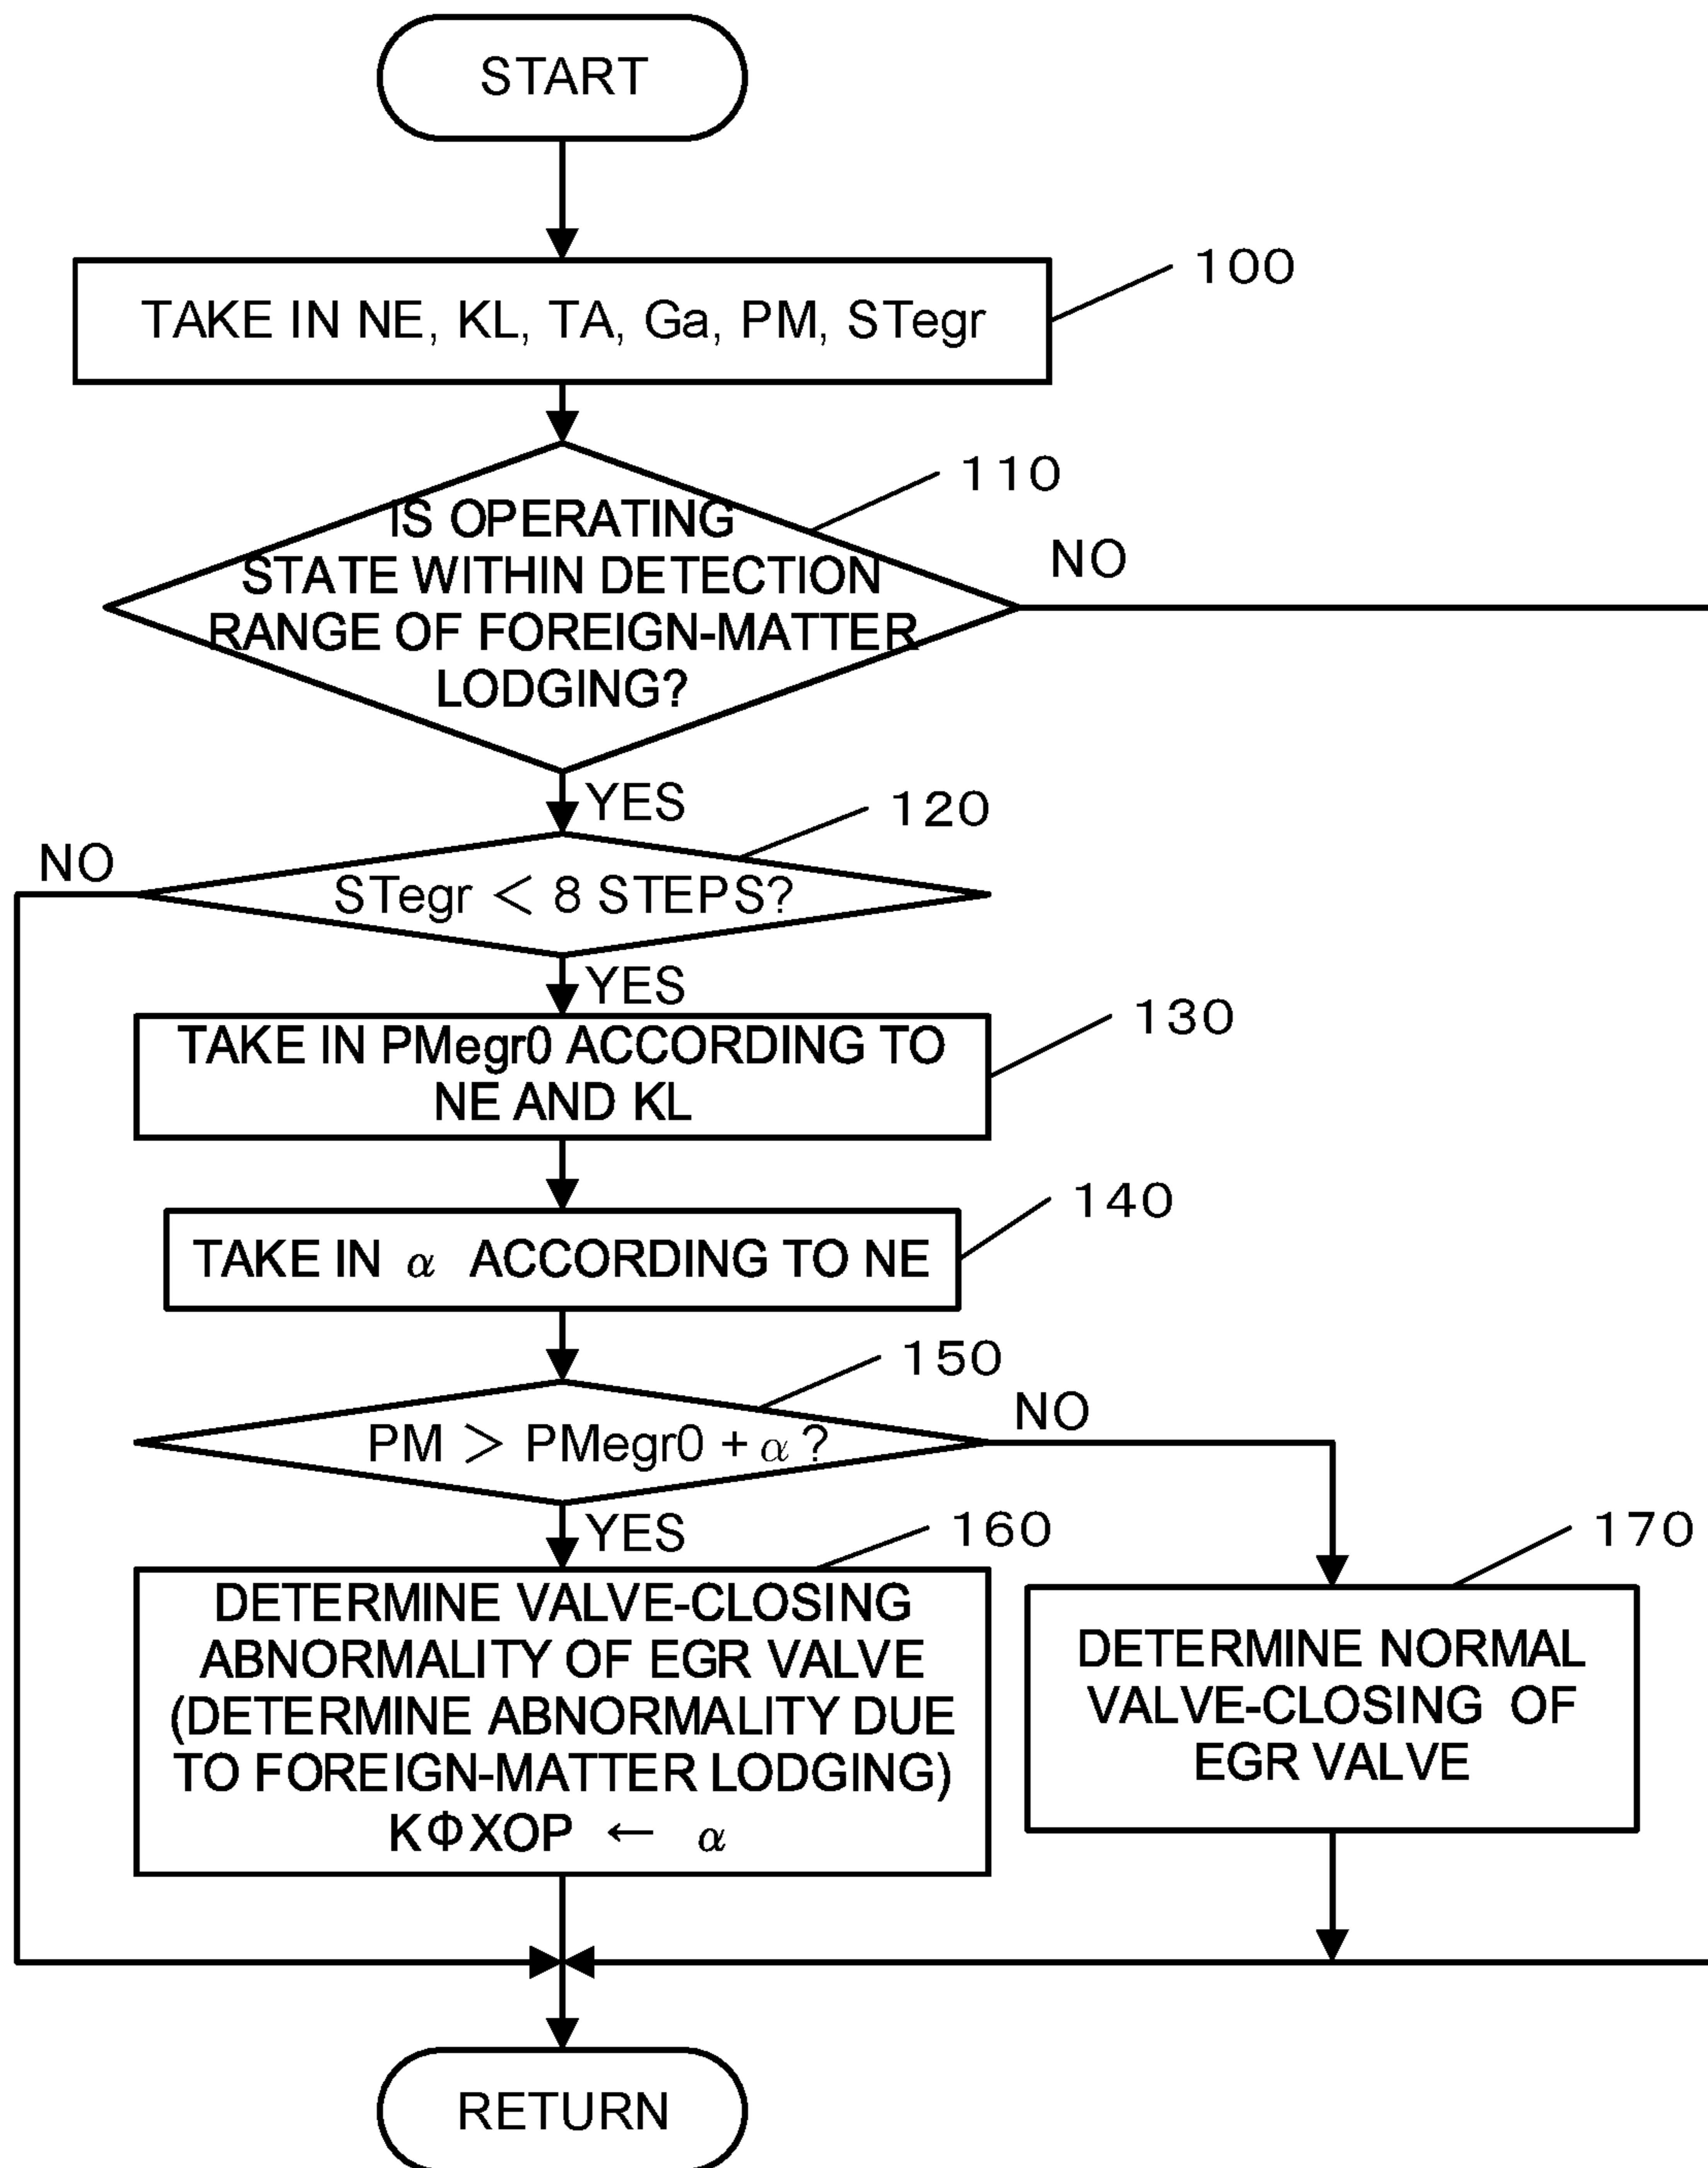 START
100
TAKE IN NE, KL, TA, Ga, PM, STegr
110
IS OPERATING
STATE WITHIN DETECTION
RANGE OF FOREIGN-MATTER
LODGING?
NO
YES
120
NO
STegr < 8 STEPS?
YES
130
TAKE IN PMegr0 ACCORDING TO
NE AND KL
140
TAKE IN α ACCORDING TO NE
150
PM > PMegr0 + α ?
NO
YES
160
DETERMINE VALVE-CLOSING
ABNORMALITY OF EGR VALVE
(DETERMINE ABNORMALITY DUE
TO FOREIGN-MATTER LODGING)
KΦXOP ← α
170
DETERMINE NORMAL
VALVE-CLOSING OF
EGR VALVE
RETURN